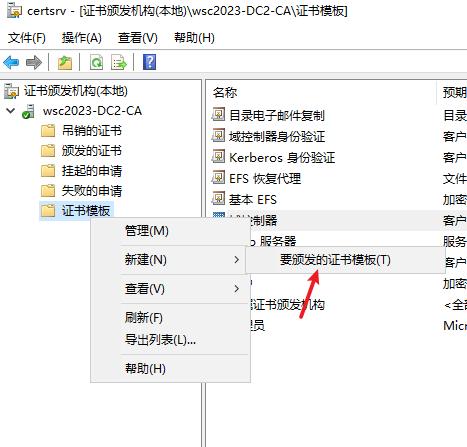 certsrv - [证书颁发机构(本地)\wsc2023-DC2-CA\证书模板]
文件(F) 操作(A) 查看(V) 帮助(H)
证书颁发机构(本地)
wsc2023-DC2-CA
吊销的证书
颁发的证书
挂起的申请
失败的申请
证书模板
名称 预期
目录电子邮件复制 目录
域控制器身份验证 客户
Kerberos 身份验证 客户
EFS 恢复代理 文件
基本 EFS 加密
控制器 客户
服务器 服务
客户
加密
证书颁发机构 <全部
理员 Micr
管理(M)
新建(N)
查看(V)
刷新(F)
导出列表(L)...
帮助(H)
要颁发的证书模板(T)